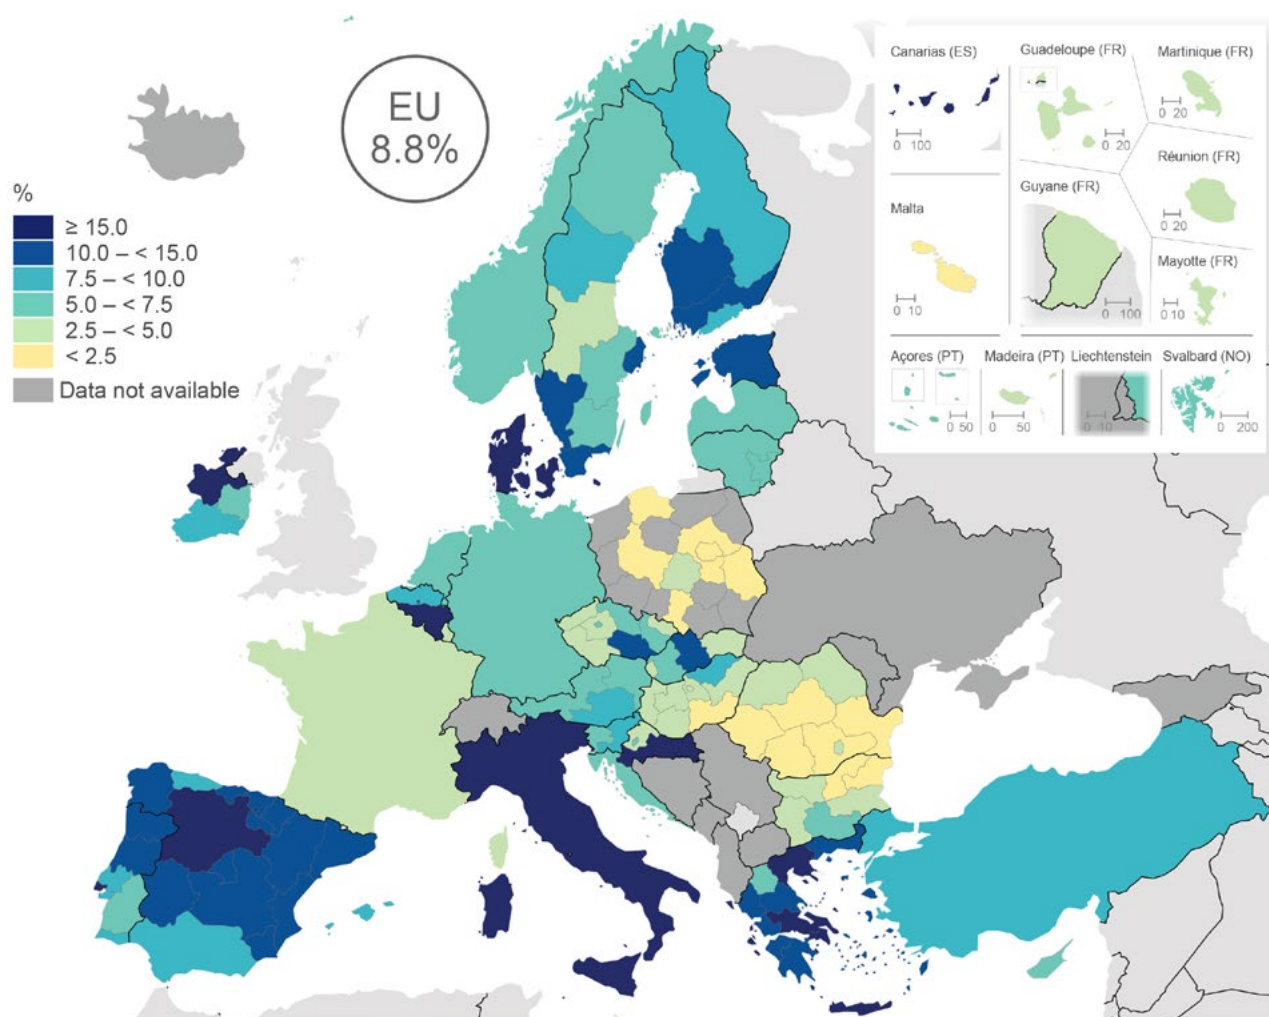 EU
8.8%
%
≥ 15.0
10.0 – < 15.0
7.5 – < 10.0
5.0 – < 7.5
2.5 – < 5.0
< 2.5
Data not available
Canarias (ES)
0 100
Guadeloupe (FR)
0 20
Martinique (FR)
0 20
Réunion (FR)
0 20
Guyane (FR)
0 100
Malta
0 10
Mayotte (FR)
0 10
Açores (PT)
0 50
Madeira (PT)
0 50
Liechtenstein
0 10
Svalbard (NO)
0 200